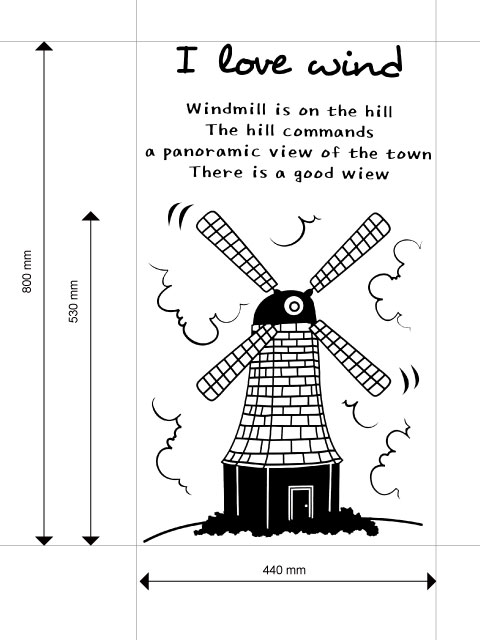 I love wind
Windmill is on the hill
The hill commands
a panoramic view of the town
There is a good wiew
800 mm
530 mm
440 mm